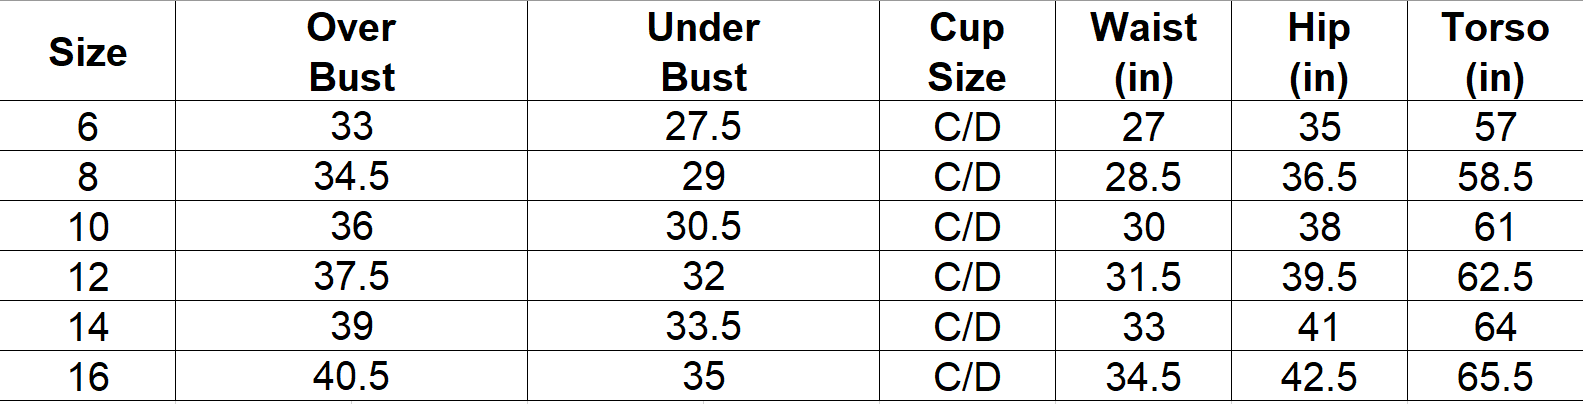 Size Over Bust Under Bust Cup Size Waist (in) Hip (in) Torso (in)
6 33 27.5 C/D 27 35 57
8 34.5 29 C/D 28.5 36.5 58.5
10 36 30.5 C/D 30 38 61
12 37.5 32 C/D 31.5 39.5 62.5
14 39 33.5 C/D 33 41 64
16 40.5 35 C/D 34.5 42.5 65.5